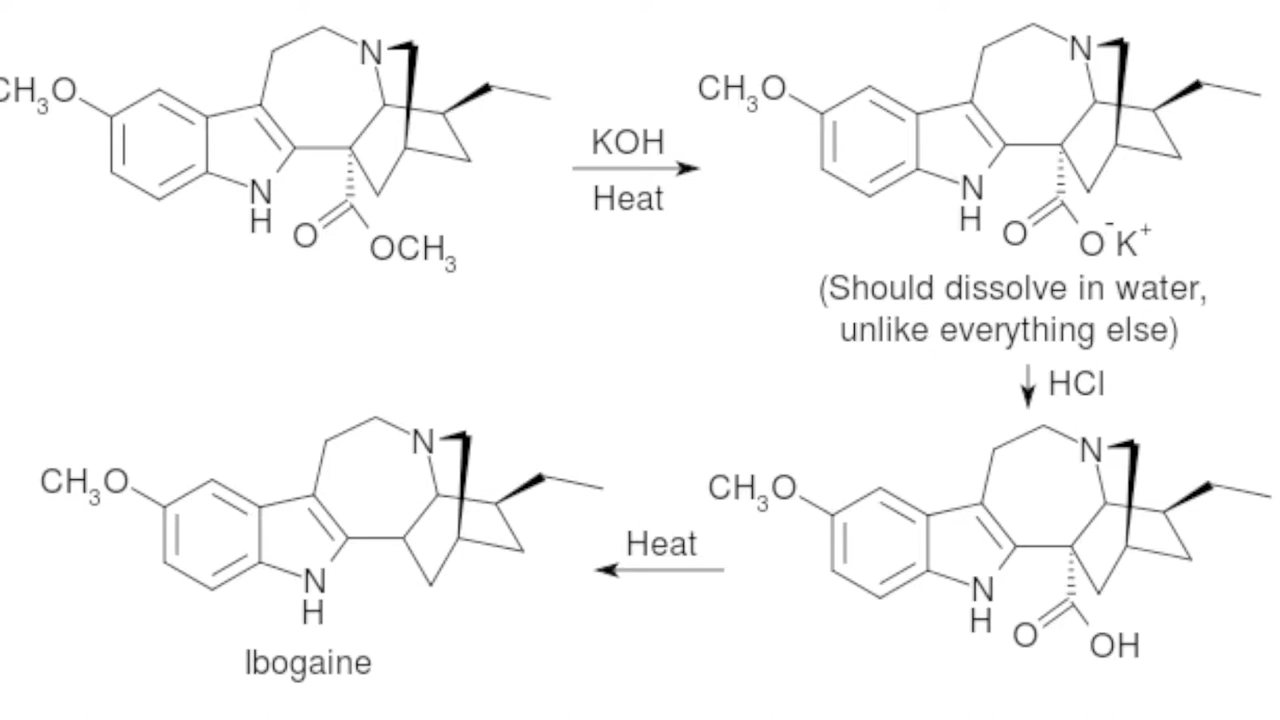 CH3O
N
N
H
O
OCH3
KOH
Heat
CH3O
N
N
H
O
O-K+
(Should dissolve in water,
unlike everything else)
HCl
CH3O
N
N
H
O
OH
Heat
CH3O
N
N
H
Ibogaine